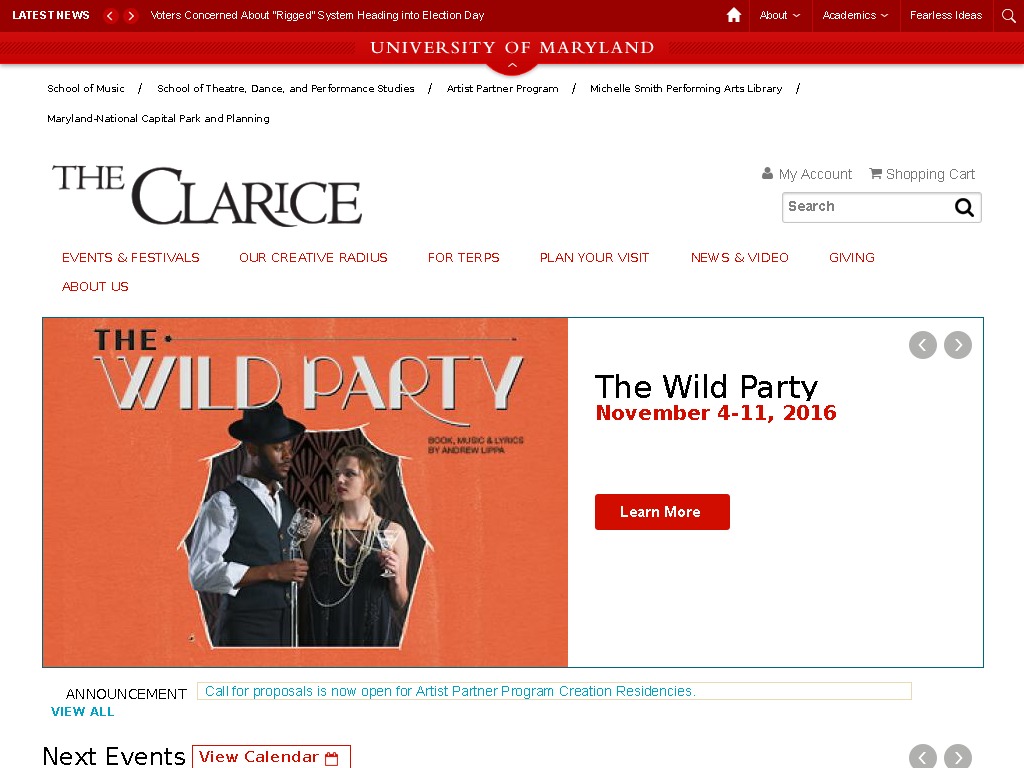 LATEST NEWS Voters Concerned About "Rigged" System Heading into Election Day About Academics Fearless Ideas
UNIVERSITY OF MARYLAND
School of Music / School of Theatre, Dance, and Performance Studies / Artist Partner Program / Michelle Smith Performing Arts Library /
Maryland-National Capital Park and Planning
THE CLARICE
My Account Shopping Cart
Search
EVENTS & FESTIVALS OUR CREATIVE RADIUS FOR TERPS PLAN YOUR VISIT NEWS & VIDEO GIVING
ABOUT US
THE
WILD PARTY
BOOK, MUSIC & LYRICS
BY ANDREW LIPPA
The Wild Party
November 4-11, 2016
Learn More
ANNOUNCEMENT Call for proposals is now open for Artist Partner Program Creation Residencies.
VIEW ALL
Next Events View Calendar